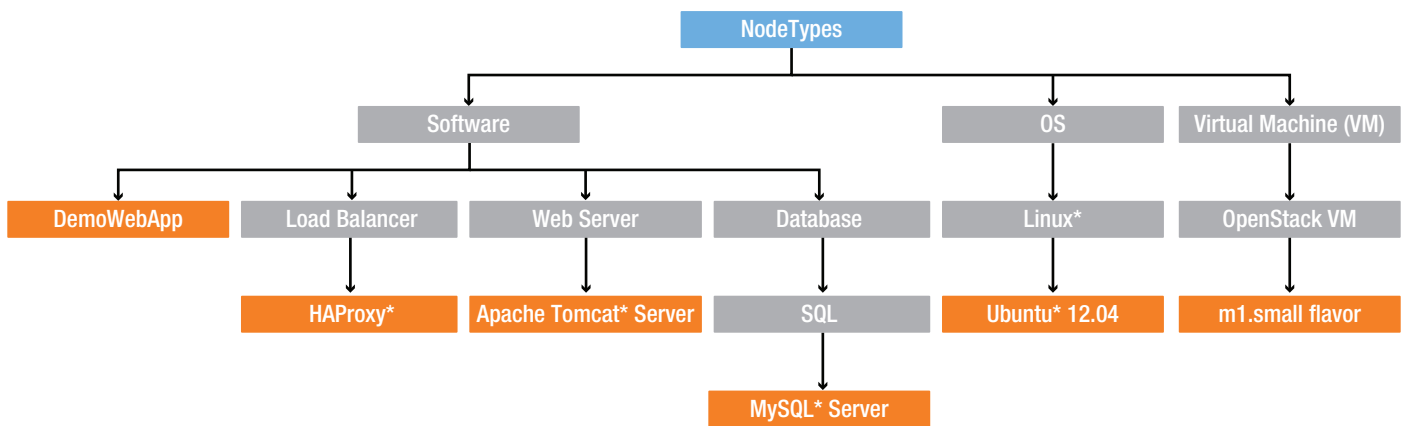 NodeTypes
Software
OS
Virtual Machine (VM)
DemoWebApp
Load Balancer
Web Server
Database
Linux*
OpenStack VM
HAProxy*
Apache Tomcat* Server
SQL
Ubuntu* 12.04
m1.small flavor
MySQL* Server